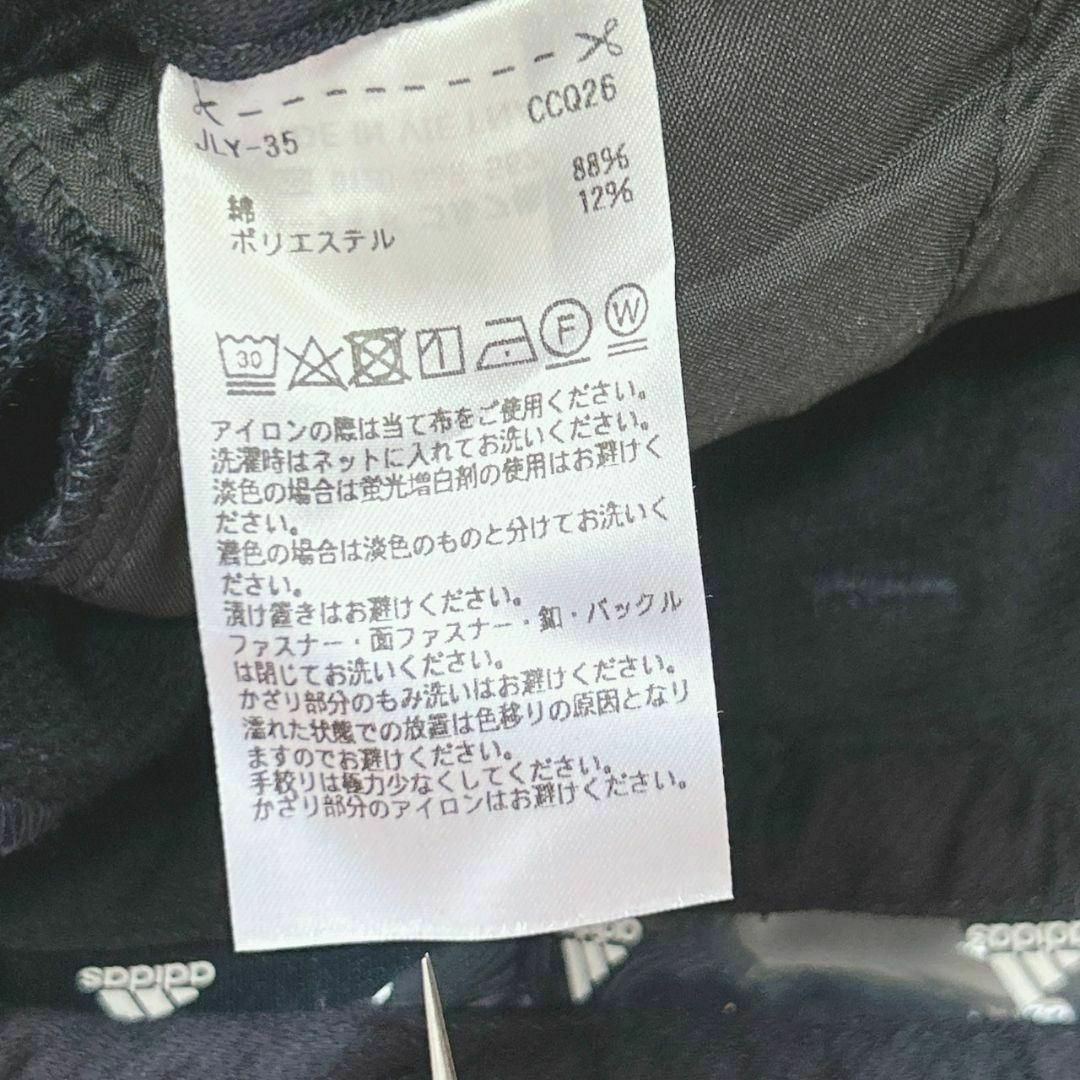 JLY-35 CCQ26
綿 88%
ポリエステル 12%
30 F W
アイロンの際は当て布をご使用ください。
洗濯時はネットに入れてお洗いください。
淡色の場合は蛍光増白剤の使用はお避けく
ださい。
濃色の場合は淡色のものと分けてお洗いく
ださい。
漬け置きはお避けください。
ファスナー・面ファスナー・釦・バックル
は閉じてお洗いください。
かざり部分のもみ洗いはお避けください。
濡れた状態での放置は色移りの原因となり
ますのでお避けください。
手絞りは極力少なくしてください。
かざり部分のアイロンはお避けください。
adidas adidas adidas